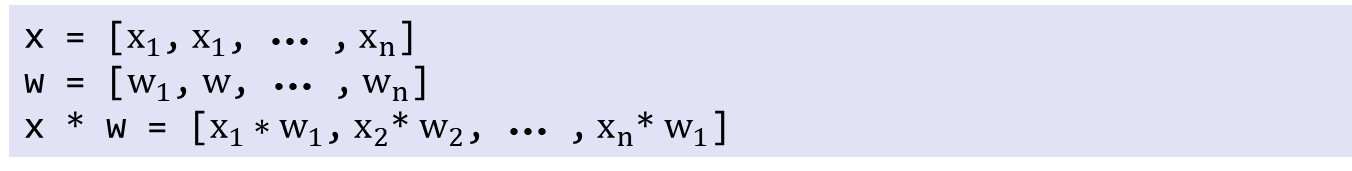 x = [x₁, x₁, ... , xₙ]
w = [w₁, w, ... , wₙ]
x * w = [x₁ * w₁, x₂* w₂, ... , xₙ* w₁]